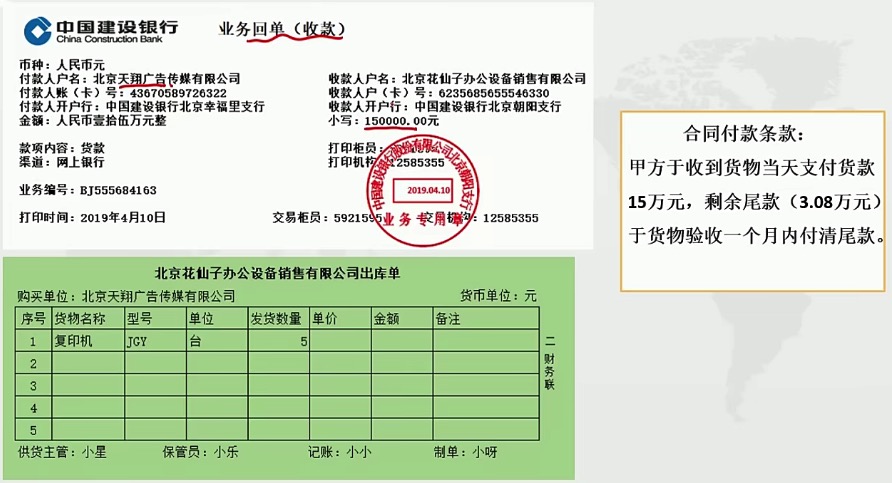 中国建设银行
China Construction Bank
业务回单（收款）
币种：人民币元
付款人户名：北京天翔广告传媒有限公司 收款人户名：北京花仙子办公设备销售有限公司
付款人账（卡）号：43670589726322 收款人户（卡）号：6235685655546330
付款人开户行：中国建设银行北京幸福里支行 收款人开户行：中国建设银行北京朝阳支行
金额：人民币壹拾伍万元整 小写：150000.00元
款项内容：货款 打印柜员：
渠道：网上银行 打印机构：12585355
业务编号：BJ555684163
打印时间：2019年4月10日 交易柜员：5921595 交易机构：12585355
中国建设银行股份有限公司北京朝阳支行
2019.04.10
业务专用章
合同付款条款：
甲方于收到货物当天支付货款
15万元，剩余尾款（3.08万元）
于货物验收一个月内付清尾款。
北京花仙子办公设备销售有限公司出库单
购买单位：北京天翔广告传媒有限公司 货币单位：元
序号 货物名称 型号 单位 发货数量 单价 金额 备注
1 复印机 JGY 台 5
2
3
4
5
二 财务联
供货主管：小星 保管员：小乐 记账：小小 制单：小呀